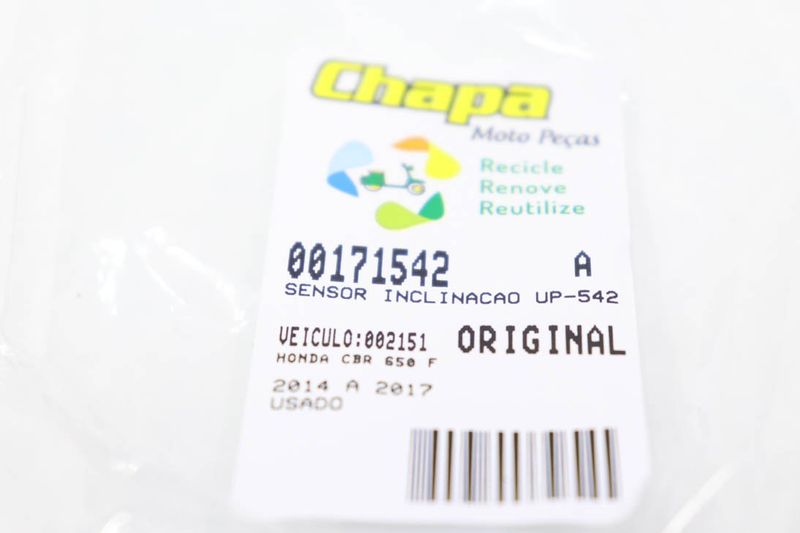 Chapa
Moto Peças
Recicle
Renove
Reutilize
00171542 A
SENSOR INCLINACAO UP-542
VEICULO:002151 ORIGINAL
HONDA CBR 650 F
2014 A 2017
USADO